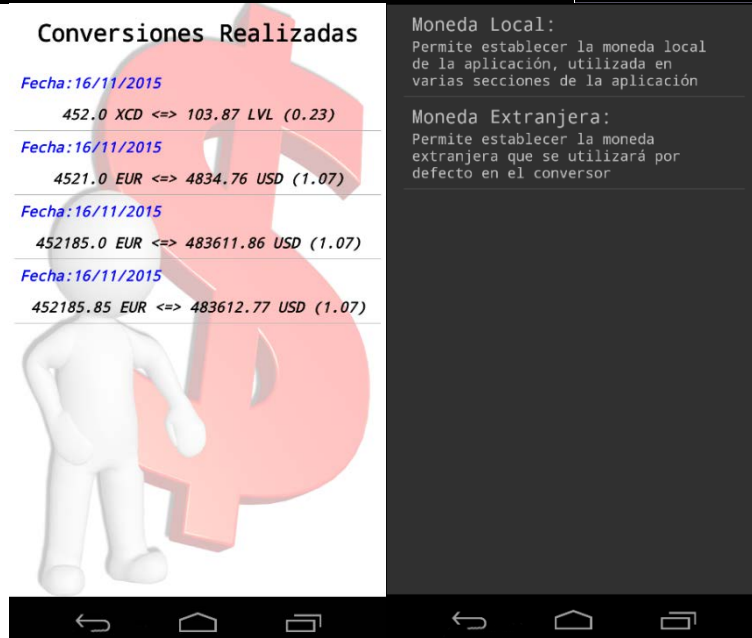 Conversiones Realizadas
Fecha:16/11/2015
452.0 XCD <=> 103.87 LVL (0.23)
Fecha:16/11/2015
4521.0 EUR <=> 4834.76 USD (1.07)
Fecha:16/11/2015
452185.0 EUR <=> 483611.86 USD (1.07)
Fecha:16/11/2015
452185.85 EUR <=> 483612.77 USD (1.07)
Moneda Local:
Permite establecer la moneda local
de la aplicación, utilizada en
varias secciones de la aplicación
Moneda Extranjera:
Permite establecer la moneda
extranjera que se utilizará por
defecto en el conversor